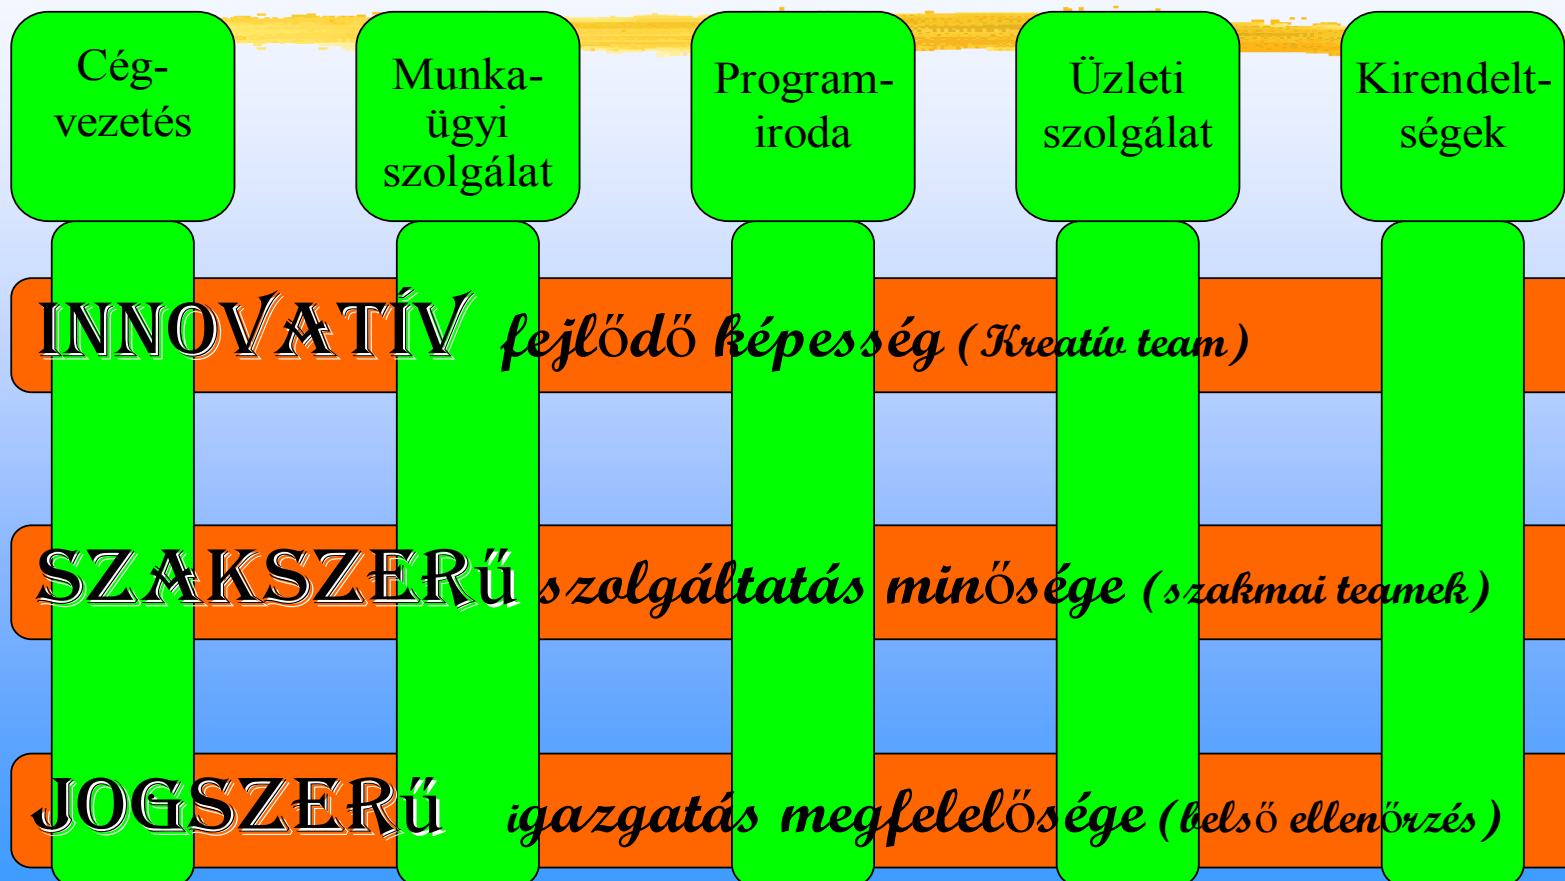 Cég-
vezetés
Munka-
ügyi
szolgálat
Program-
iroda
Üzleti
szolgálat
Kirendelt-
ségek
INNOVATÍV fejlődő képesség (Kreatív team)
SZAKSZERű szolgáltatás minősége (szakmai teamek)
JOGSZERű igazgatás megfelelősége (belső ellenőrzés)